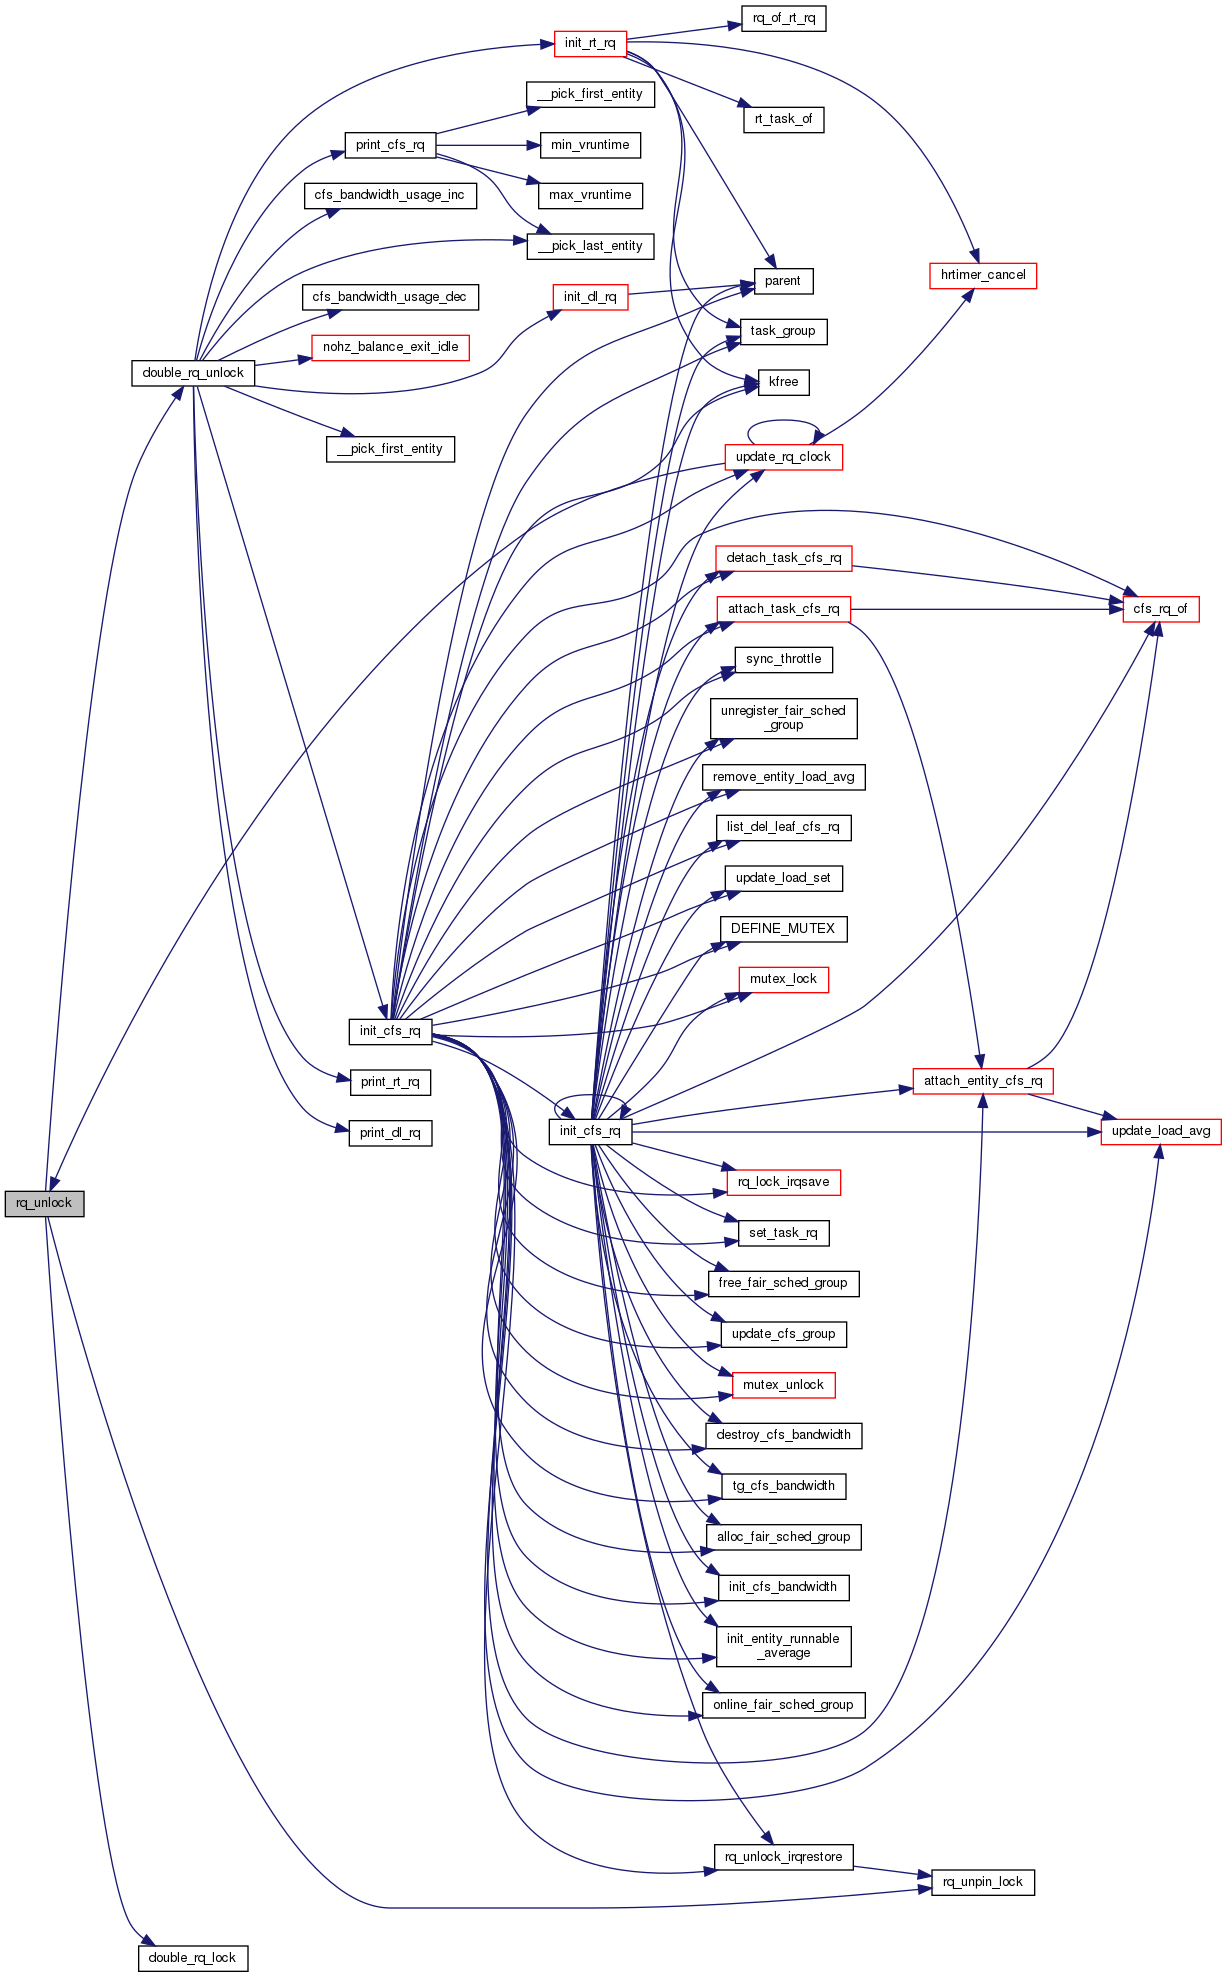 rq_of_rt_rq
init_rt_rq
__pick_first_entity
rt_task_of
print_cfs_rq
min_vruntime
cfs_bandwidth_usage_inc
max_vruntime
__pick_last_entity
hrtimer_cancel
parent
cfs_bandwidth_usage_dec
init_dl_rq
task_group
nohz_balance_exit_idle
double_rq_unlock
kfree
__pick_first_entity
update_rq_clock
detach_task_cfs_rq
attach_task_cfs_rq
cfs_rq_of
sync_throttle
unregister_fair_sched
_group
remove_entity_load_avg
list_del_leaf_cfs_rq
update_load_set
DEFINE_MUTEX
mutex_lock
init_cfs_rq
print_rt_rq
attach_entity_cfs_rq
print_dl_rq
init_cfs_rq
update_load_avg
rq_lock_irqsave
rq_unlock
set_task_rq
free_fair_sched_group
update_cfs_group
mutex_unlock
destroy_cfs_bandwidth
tg_cfs_bandwidth
alloc_fair_sched_group
init_cfs_bandwidth
init_entity_runnable
_average
online_fair_sched_group
rq_unlock_irqrestore
rq_unpin_lock
double_rq_lock